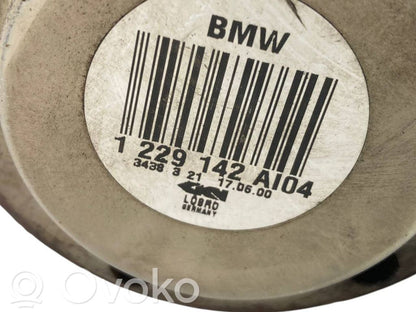 BMW
1 229 142 AI04
3438 3 21 17.06.00
LÖBRO
GERMANY
© Ovoko